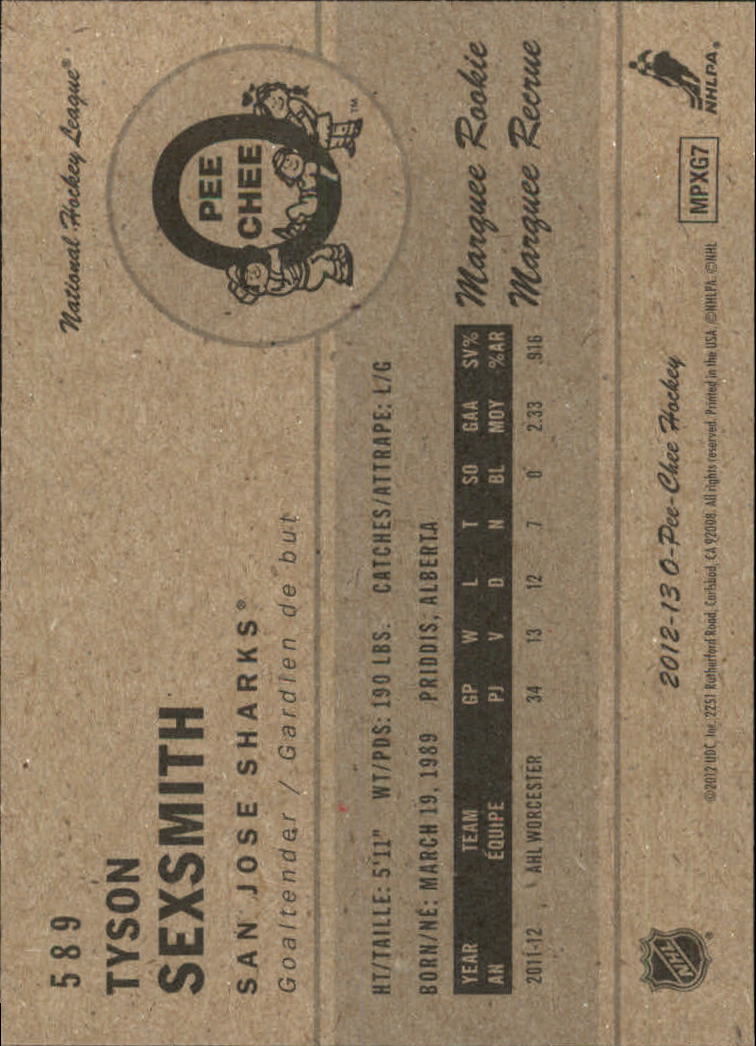 589
National Hockey League®
TYSON
SEXSMITH
SAN JOSE SHARKS®
Goaltender / Gardien de but
PEE
CHEE
TM
HT/TAILLE: 5'11" WT/PDS: 190 LBS. CATCHES/ATTRAPE: L/G
BORN/NÉ: MARCH 19, 1989 PRIDDIS, ALBERTA
YEAR TEAM GP W L T SO GAA SV%
AN ÉQUIPE PJ V D N BL MOY %AR
2011-12 AHL WORCESTER 34 13 12 7 0 2.33 .916
Marquee Rookie
Marquee Recrue
NHL
2012-13 O-Pee-Chee Hockey
©2012 UDC, Inc. 2251 Rutherford Road, Carlsbad, CA 92008. All rights reserved. Printed in the USA. ©NHLPA. ©NHL
MPXG7
NHLPA®